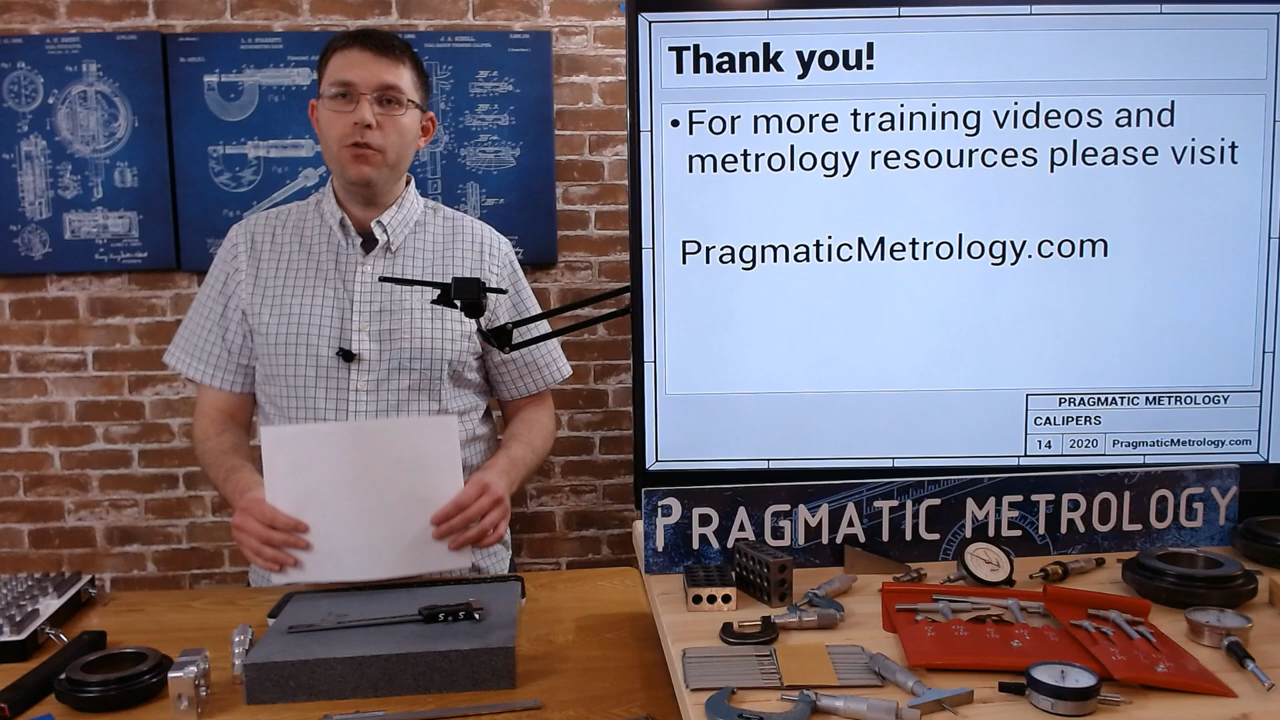 Thank you!
• For more training videos and
metrology resources please visit
PragmaticMetrology.com
PRAGMATIC METROLOGY
CALIPERS
14 2020 PragmaticMetrology.com
PRAGMATIC METROLOGY